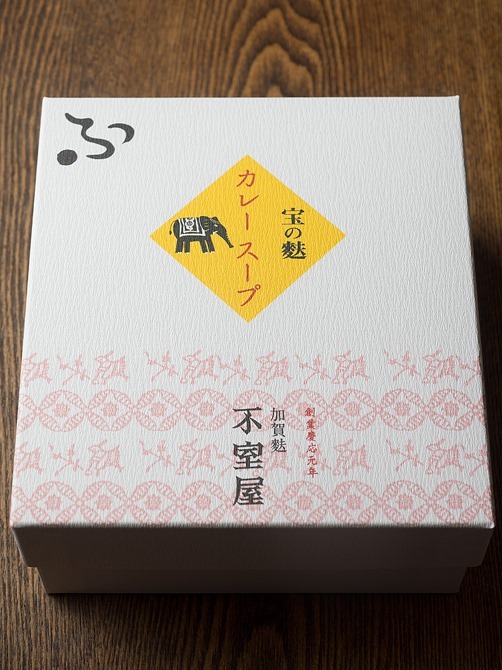 ふ
宝の麩
カレースープ
創業慶応元年
加賀麩
不室屋